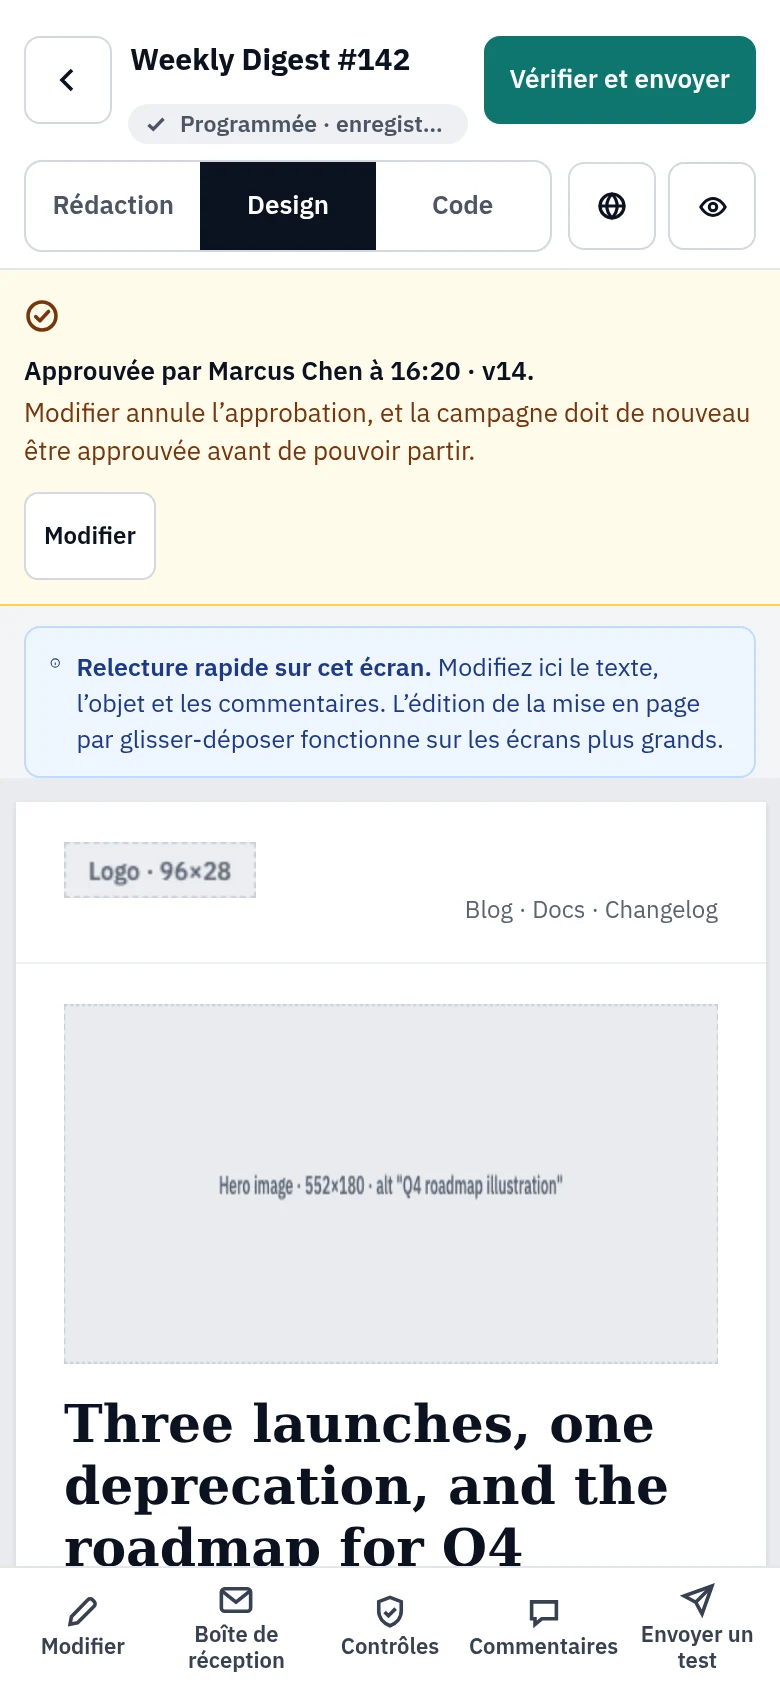 Weekly Digest #142
Programmée · enregist...
Vérifier et envoyer
Rédaction
Design
Code
Approuvée par Marcus Chen à 16:20 · v14.
Modifier annule l’approbation, et la campagne doit de nouveau
être approuvée avant de pouvoir partir.
Modifier
Relecture rapide sur cet écran. Modifiez ici le texte,
l’objet et les commentaires. L’édition de la mise en page
par glisser-déposer fonctionne sur les écrans plus grands.
Logo · 96×28
Blog · Docs · Changelog
Hero image · 552×180 · alt "Q4 roadmap illustration"
Three launches, one
deprecation, and the
roadmap for Q4
Modifier
Boîte de
réception
Contrôles
Commentaires
Envoyer un
test